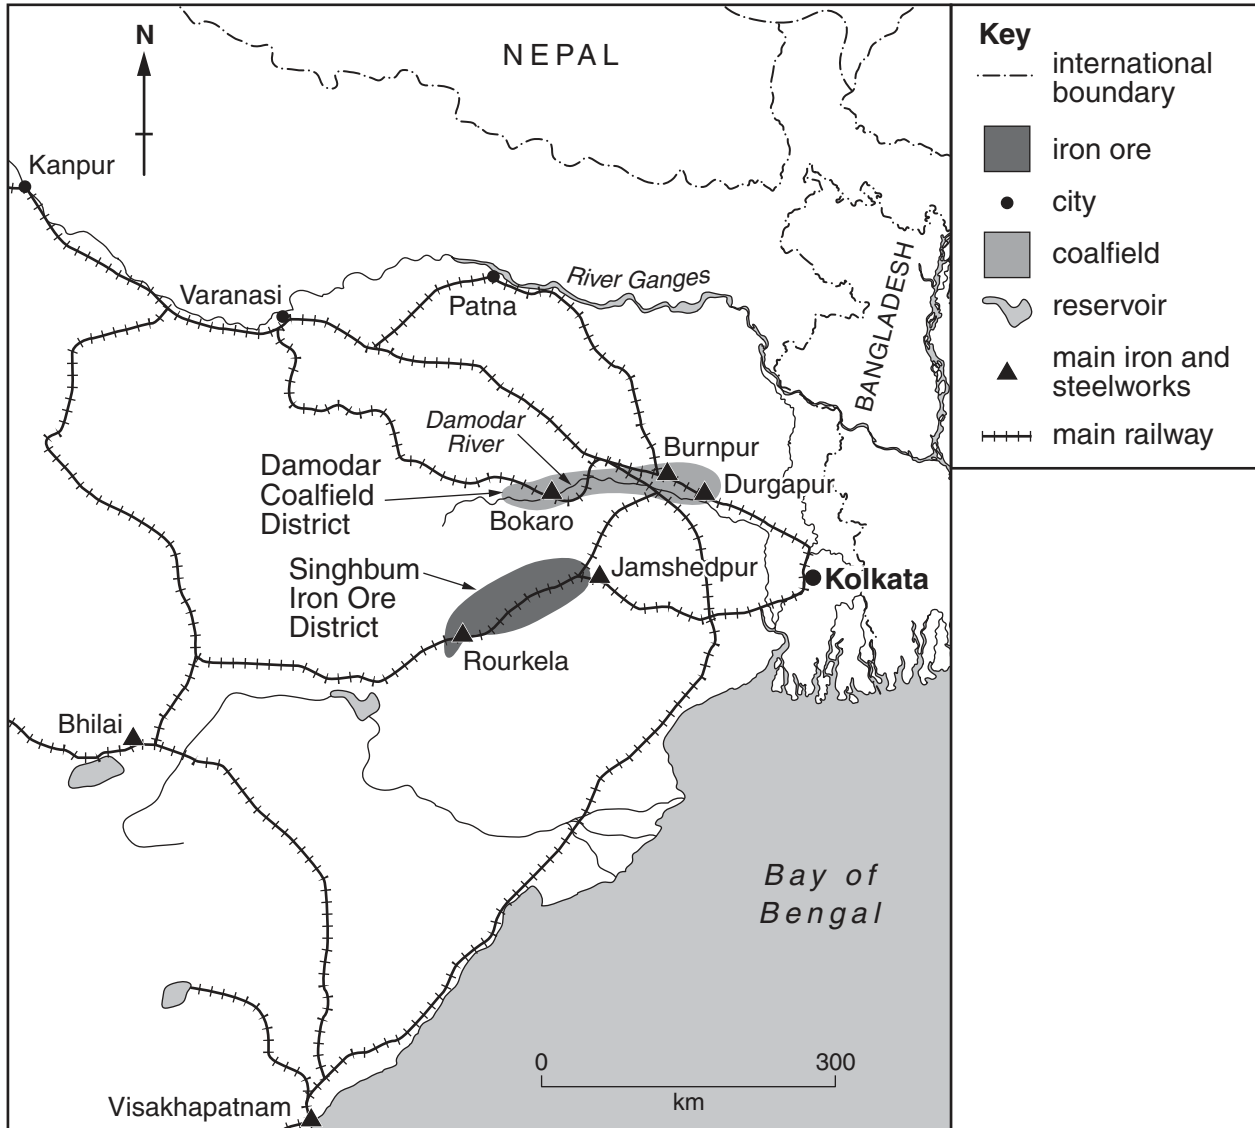 N
NEPAL
Kanpur
Varanasi
Patna
River Ganges
BANGLADESH
Damodar
River
Burnpur
Damodar
Coalfield
District
Durgapur
Bokaro
Singhbum
Iron Ore
District
Jamshedpur
Kolkata
Rourkela
Bhilai
Bay of
Bengal
0
300
km
Visakhapatnam
Key
international
boundary
iron ore
city
coalfield
reservoir
main iron and
steelworks
main railway